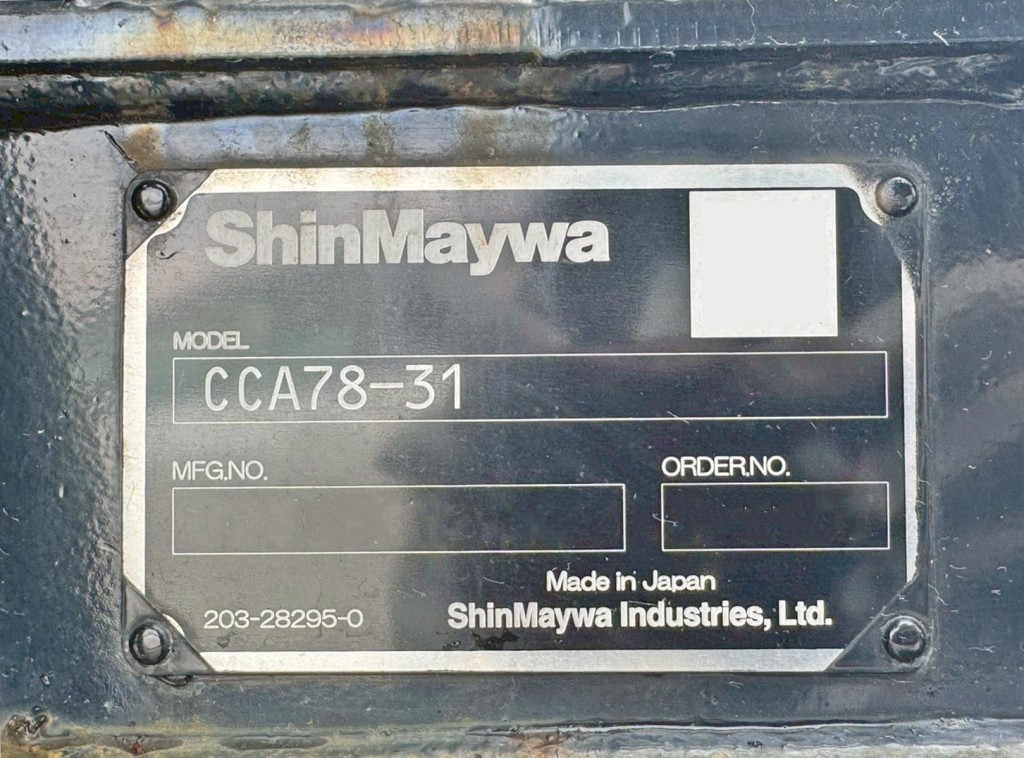 ShinMaywa
MODEL
CCA78-31
MFG.NO.
ORDER.NO.
Made in Japan
203-28295-0
ShinMaywa Industries, Ltd.